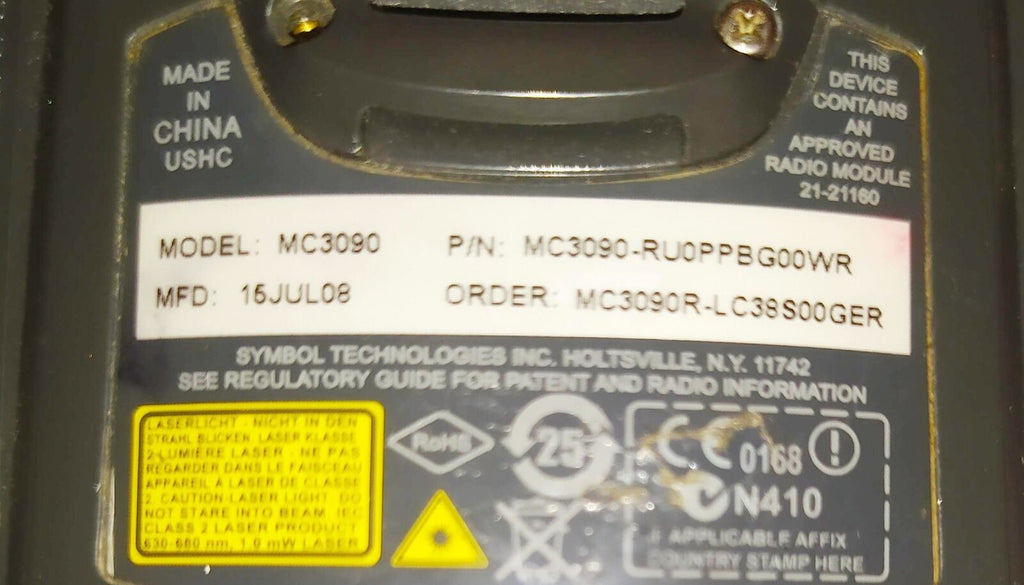 MADE
IN
CHINA
USHC
THIS
DEVICE
CONTAINS
AN
APPROVED
RADIO MODULE
21-21160
MODEL: MC3090 P/N: MC3090-RU0PPBG00WR
MFD: 15JUL08 ORDER: MC3090R-LC38S00GER
SYMBOL TECHNOLOGIES INC. HOLTSVILLE, N.Y. 11742
SEE REGULATORY GUIDE FOR PATENT AND RADIO INFORMATION
LASERLICHT - NICHT IN DEN
STRAHL BLICKEN. LASER KLASSE
2-LUMIÈRE LASER - NE PAS
REGARDER DANS LE FAISCEAU
APPAREIL A LASER DE CLASSE
2. CAUTION-LASER LIGHT. DO
NOT STARE INTO BEAM. IEC
CLASS 2 LASER PRODUCT
630-680 nm, 1.0 mW LASER
RoHS
25
CE 0168
N410
IF APPLICABLE AFFIX
COUNTRY STAMP HERE